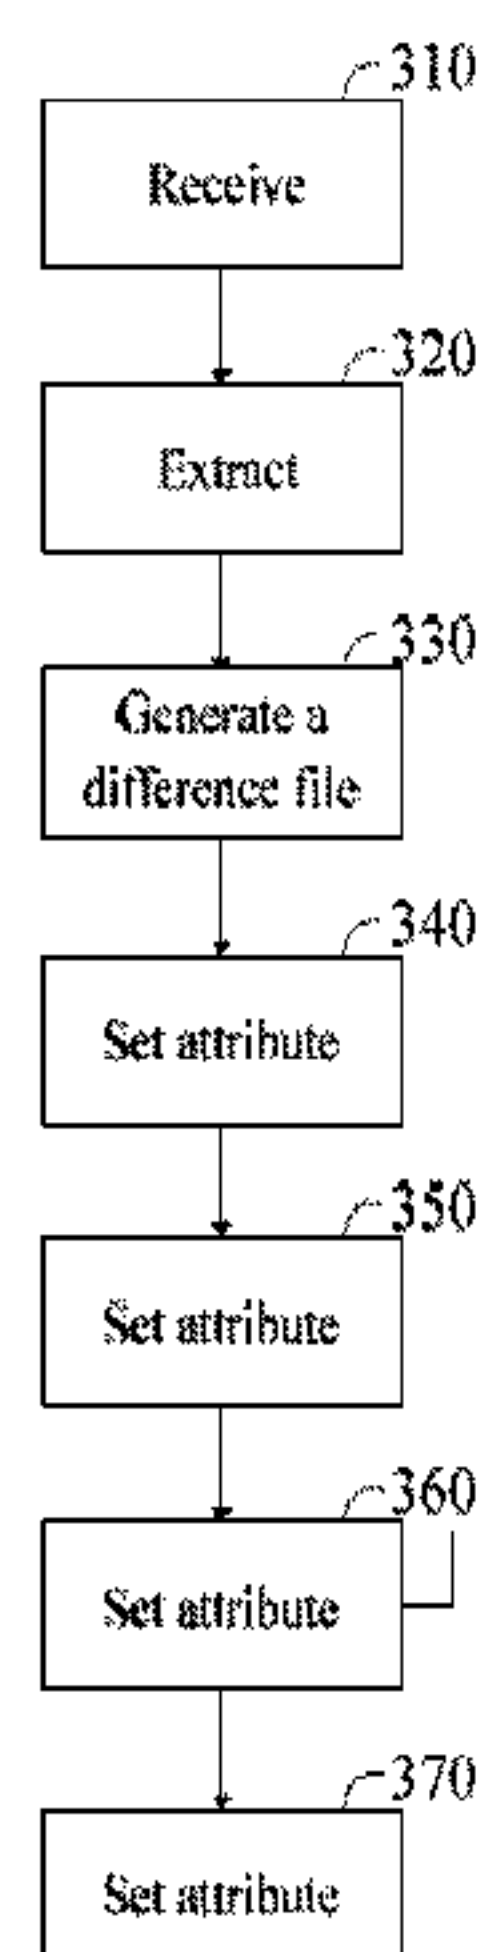 310
Receive
320
Extract
330
Generate a
difference file
340
Set attribute
350
Set attribute
360
Set attribute
370
Set attribute